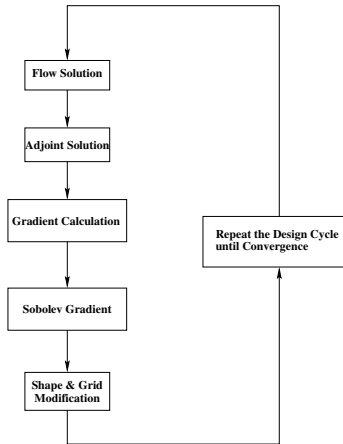 Flow Solution
Adjoint Solution
Gradient Calculation
Repeat the Design Cycle
until Convergence
Sobolev Gradient
Shape & Grid
Modification